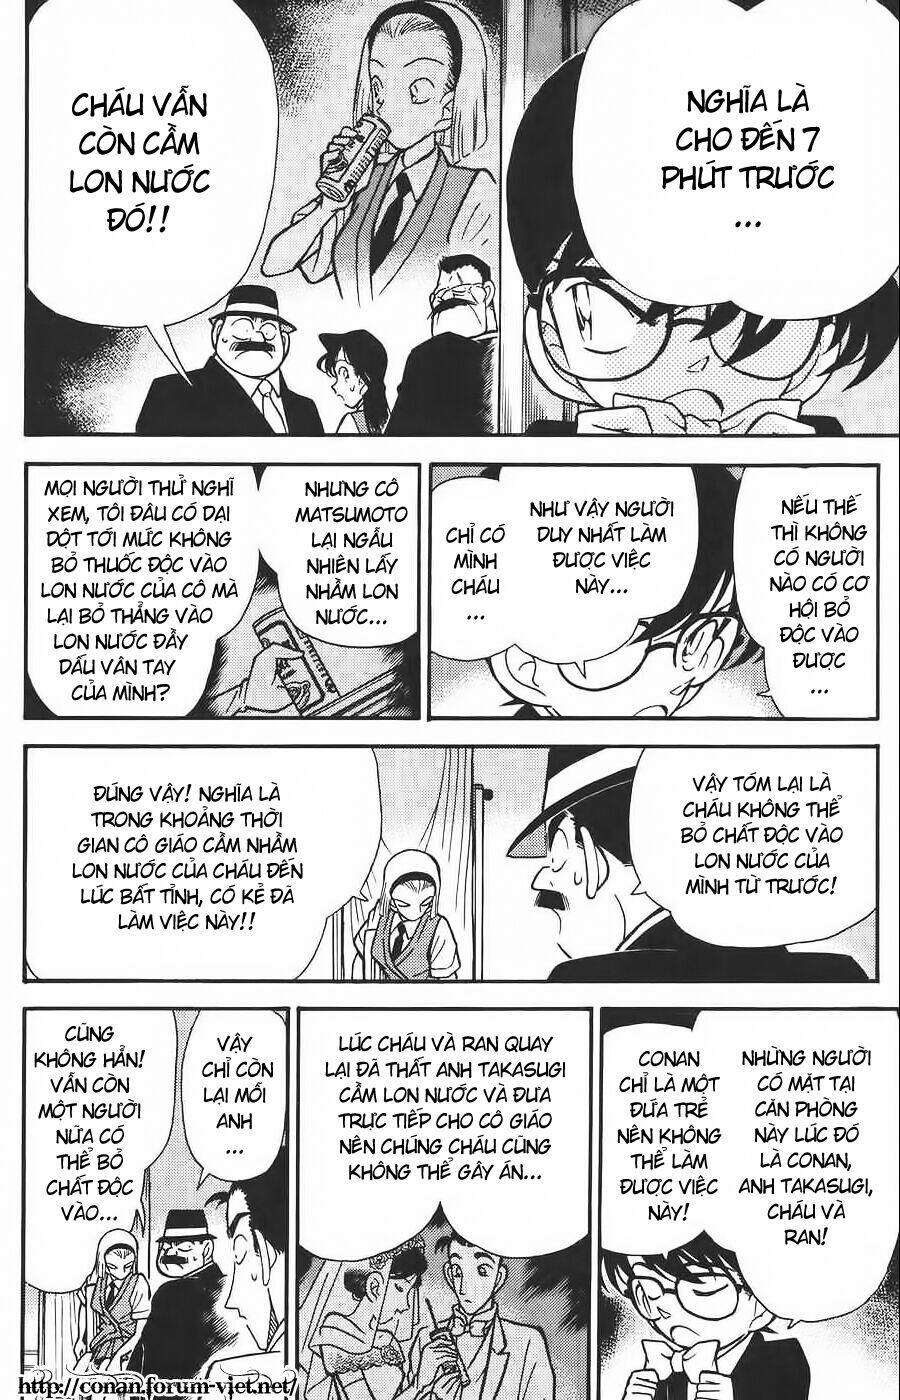 NGHĨA LÀ
CHO ĐẾN 7
PHÚT TRƯỚC
...
CHÁU VẪN
CÒN CẦM
LON NƯỚC
ĐÓ!!
NẾU THẾ
THÌ KHÔNG
CÓ NGƯỜI
NÀO CÓ CƠ
HỘI BỎ
ĐỘC VÀO
ĐƯỢC
...
NHƯ VẬY NGƯỜI
DUY NHẤT LÀM
ĐƯỢC VIỆC
NÀY...
CHỈ CÓ
MÌNH
CHÁU
...
NHƯNG CÔ
MATSUMOTO
LẠI NGẪU
NHIÊN LẤY
NHẦM LON
NƯỚC...
MỌI NGƯỜI THỬ NGHĨ
XEM, TÔI ĐÂU CÓ DẠI
DỘT TỚI MỨC KHÔNG
BỎ THUỐC ĐỘC VÀO
LON NƯỚC CỦA CÔ MÀ
LẠI BỎ THẲNG VÀO
LON NƯỚC ĐẦY
DẤU VÂN TAY
CỦA MÌNH?
VẬY TÓM LẠI LÀ
CHÁU KHÔNG THỂ
BỎ CHẤT ĐỘC VÀO
LON NƯỚC CỦA
MÌNH TỪ TRƯỚC!
ĐÚNG VẬY! NGHĨA LÀ
TRONG KHOẢNG THỜI
GIAN CÔ GIÁO CẦM NHẦM
LON NƯỚC CỦA CHÁU ĐẾN
LÚC BẤT TỈNH, CÓ KẺ ĐÃ
LÀM VIỆC NÀY!!
NHỮNG NGƯỜI
CÓ MẶT TẠI
CĂN PHÒNG
NÀY LÚC ĐÓ
LÀ CONAN,
ANH TAKASUGI,
CHÁU VÀ
RAN!
CONAN
CHỈ LÀ MỘT
ĐỨA TRẺ
NÊN KHÔNG
THỂ LÀM
ĐƯỢC VIỆC
NÀY!
LÚC CHÁU VÀ RAN QUAY
LẠI ĐÃ THẤT ANH TAKASUGI
CẦM LON NƯỚC VÀ ĐƯA
TRỰC TIẾP CHO CÔ GIÁO
NÊN CHÚNG CHÁU CŨNG
KHÔNG THỂ GÂY ÁN...
VẬY
CHỈ CÒN
LẠI MỖI
ANH
...
CŨNG
KHÔNG HẲN!
VẪN CÒN
MỘT NGƯỜI
NỮA CÓ
THỂ BỎ
CHẤT ĐỘC
VÀO...
http://conan.forum-viet.net/